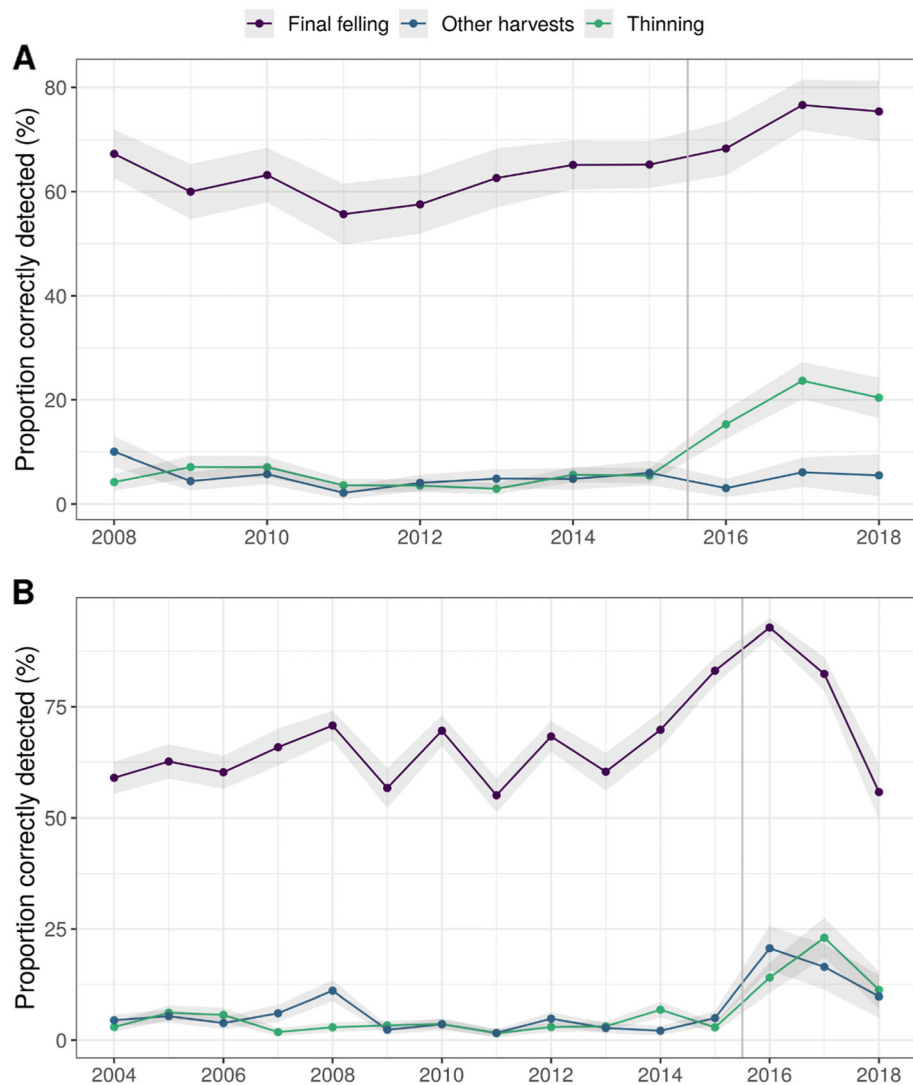 Final felling Other harvests Thinning
A
Proportion correctly detected (%)
80
60
40
20
0
2008 2010 2012 2014 2016 2018
B
Proportion correctly detected (%)
75
50
25
0
2004 2006 2008 2010 2012 2014 2016 2018